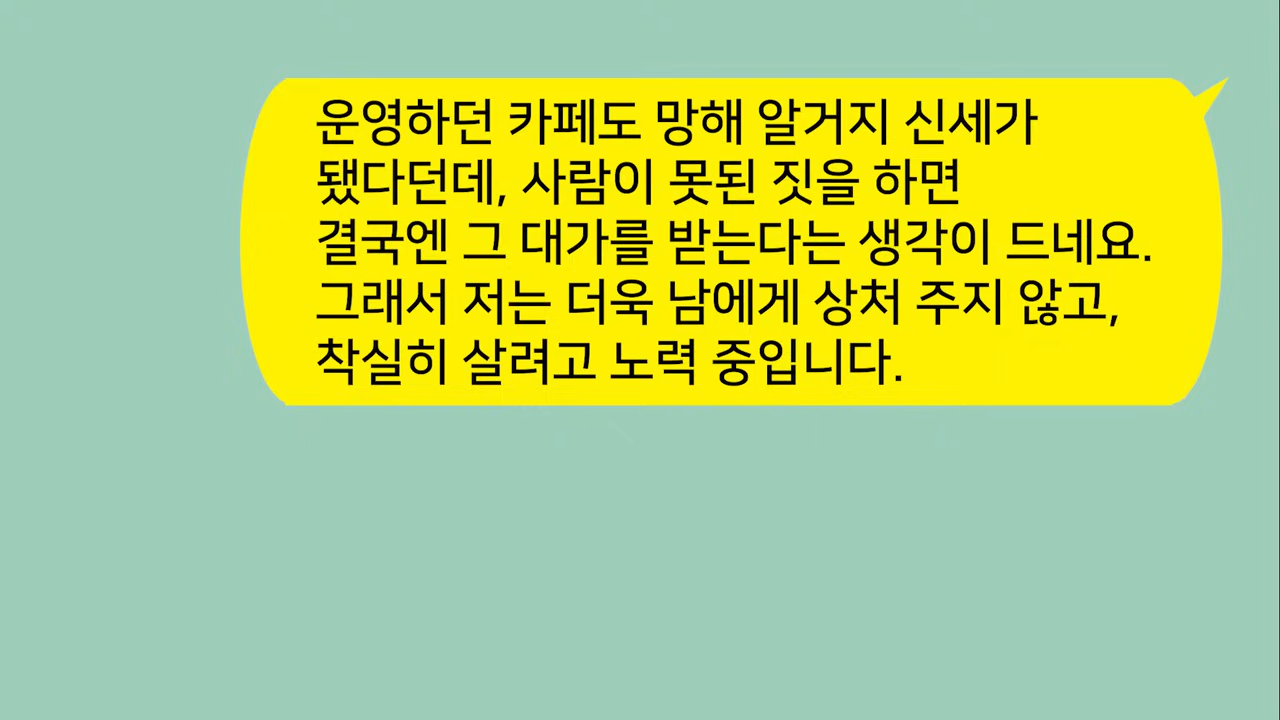 운영하던 카페도 망해 알거지 신세가
됐다던데, 사람이 못된 짓을 하면
결국엔 그 대가를 받는다는 생각이 드네요.
그래서 저는 더욱 남에게 상처 주지 않고,
착실히 살려고 노력 중입니다.